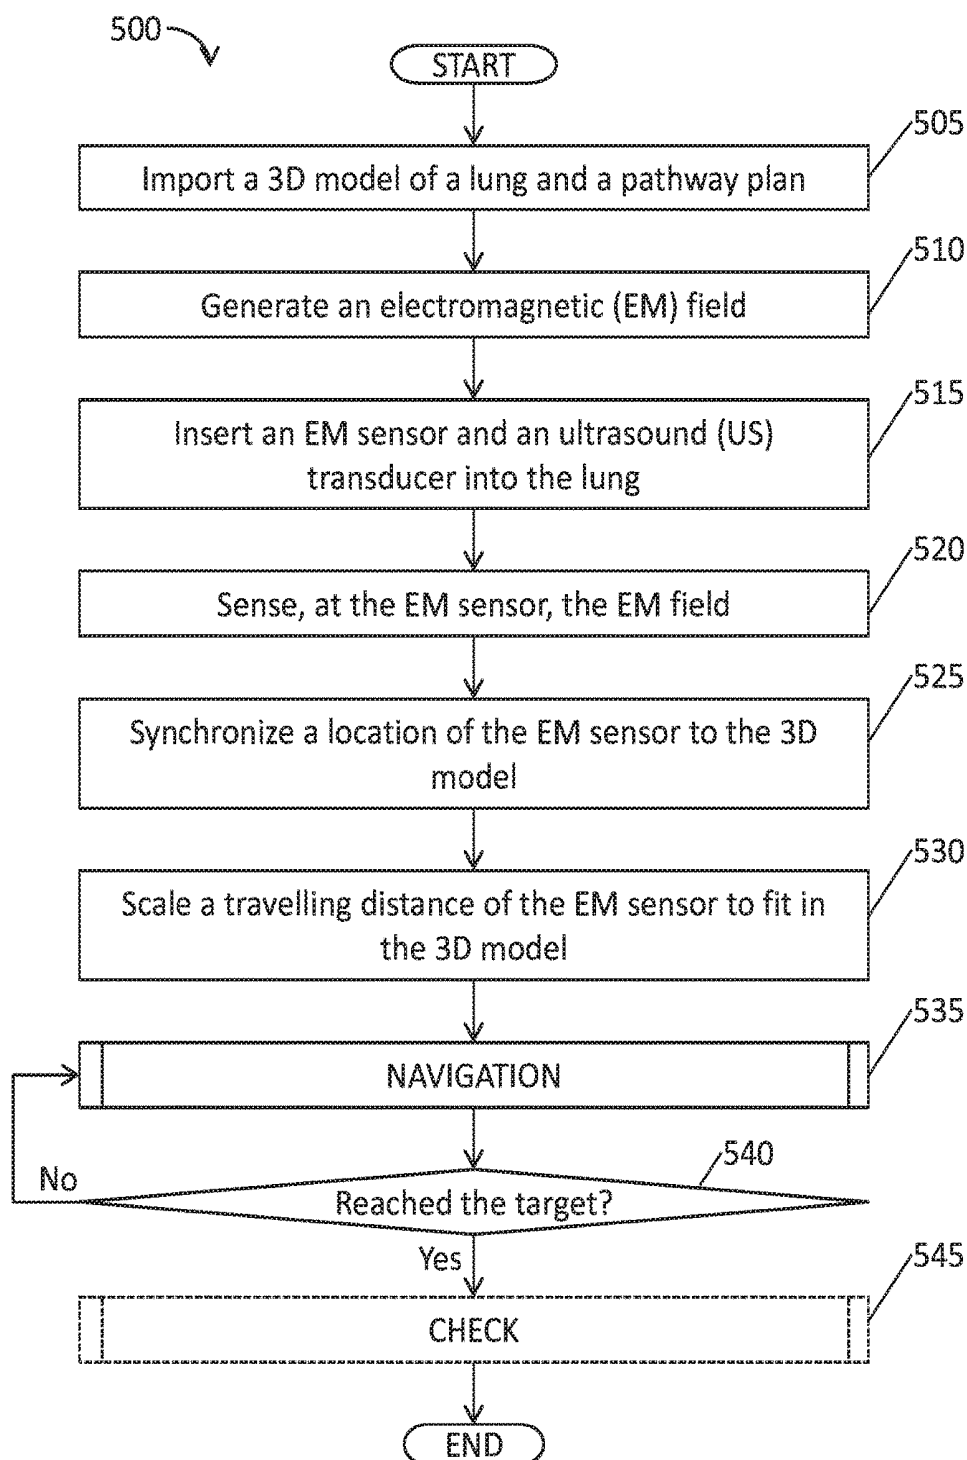 500
START
505
Import a 3D model of a lung and a pathway plan
510
Generate an electromagnetic (EM) field
515
Insert an EM sensor and an ultrasound (US)
transducer into the lung
520
Sense, at the EM sensor, the EM field
525
Synchronize a location of the EM sensor to the 3D
model
530
Scale a travelling distance of the EM sensor to fit in
the 3D model
535
NAVIGATION
540
No
Reached the target?
Yes
545
CHECK
END